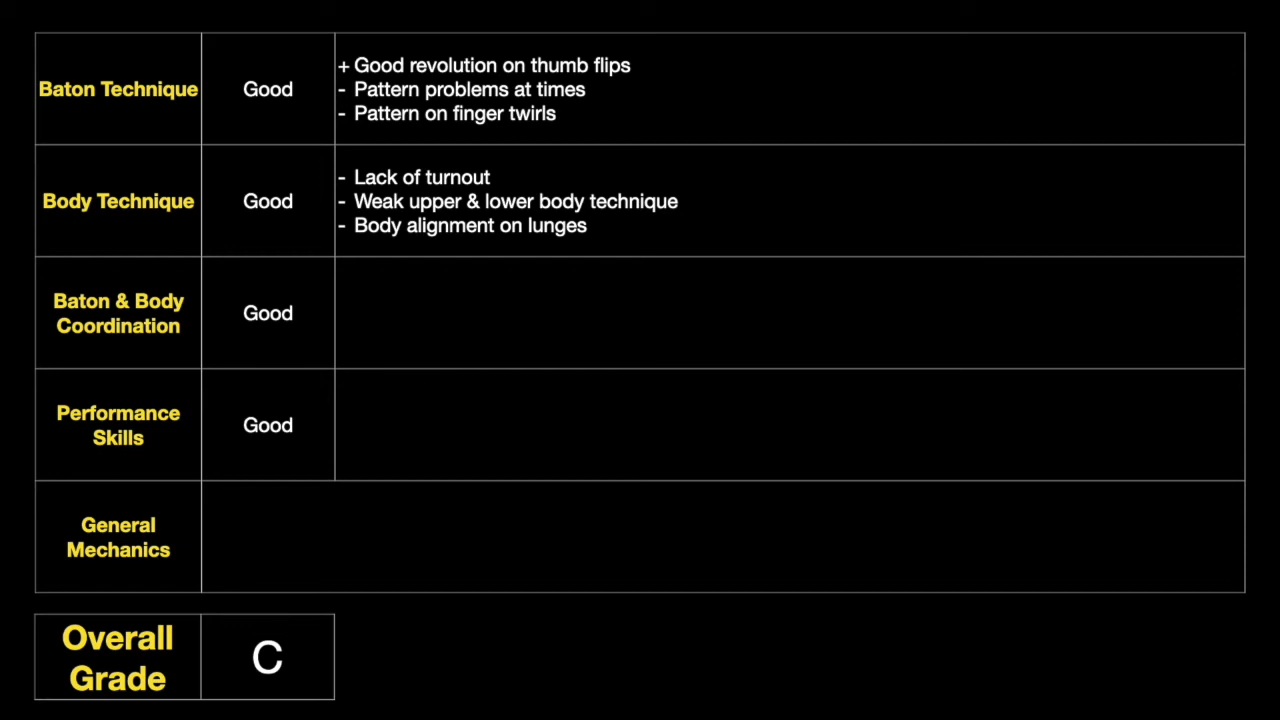 Baton Technique
Good
+ Good revolution on thumb flips
- Pattern problems at times
- Pattern on finger twirls
Body Technique
Good
- Lack of turnout
- Weak upper & lower body technique
- Body alignment on lunges
Baton & Body
Coordination
Good
Performance
Skills
Good
General
Mechanics
Overall
Grade
C